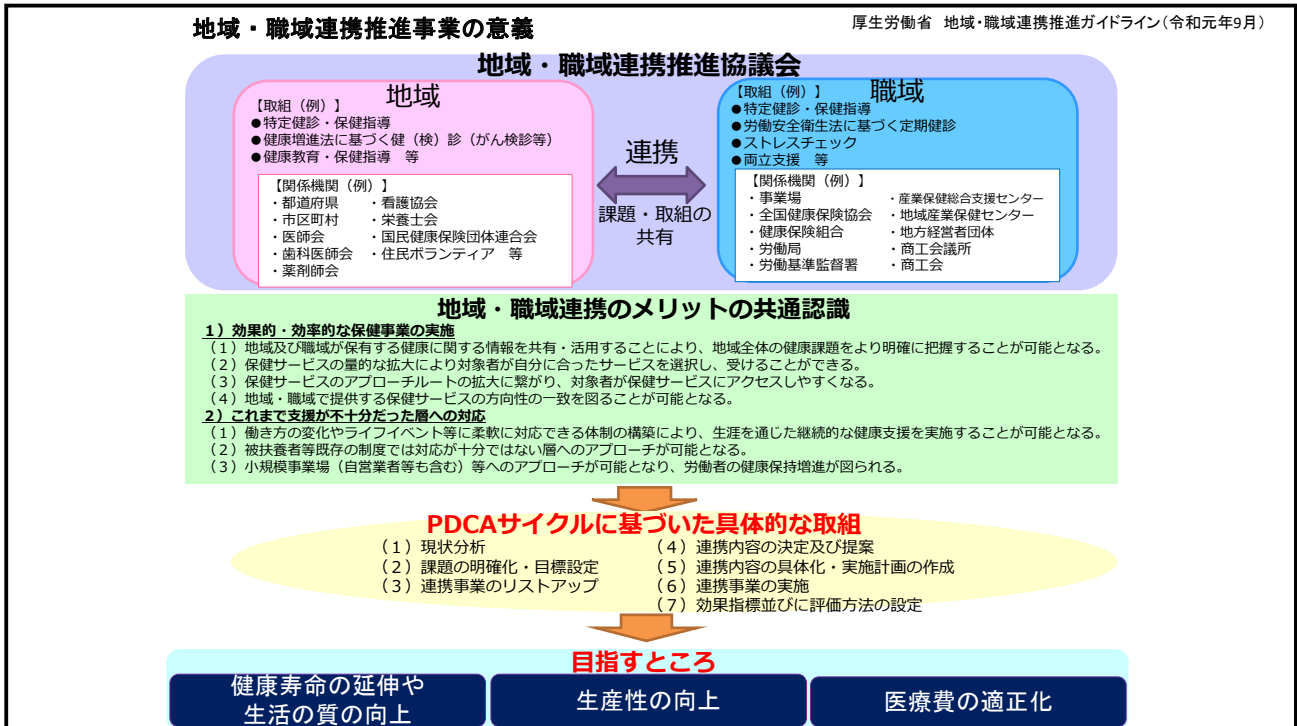 地域・職域連携推進事業の意義
厚生労働省 地域・職域連携推進ガイドライン(令和元年9月)
地域・職域連携推進協議会
地域
【取組（例）】
●特定健診・保健指導
●健康増進法に基づく健（検）診（がん検診等）
●健康教育・保健指導 等
【関係機関（例）】
・都道府県
・市区町村
・医師会
・歯科医師会
・薬剤師会
・看護協会
・栄養士会
・国民健康保険団体連合会
・住民ボランティア 等
連携
課題・取組の
共有
職域
【取組（例）】
●特定健診・保健指導
●労働安全衛生法に基づく定期健診
●ストレスチェック
●両立支援 等
【関係機関（例）】
・事業場
・全国健康保険協会
・健康保険組合
・労働局
・労働基準監督署
・産業保健総合支援センター
・地域産業保健センター
・地方経営者団体
・商工会議所
・商工会
地域・職域連携のメリットの共通認識
１）効果的・効率的な保健事業の実施
（１）地域及び職域が保有する健康に関する情報を共有・活用することにより、地域全体の健康課題をより明確に把握することが可能となる。
（２）保健サービスの量的な拡大により対象者が自分に合ったサービスを選択し、受けることができる。
（３）保健サービスのアプローチルートの拡大に繋がり、対象者が保健サービスにアクセスしやすくなる。
（４）地域・職域で提供する保健サービスの方向性の一致を図ることが可能となる。
２）これまで支援が不十分だった層への対応
（１）働き方の変化やライフイベント等に柔軟に対応できる体制の構築により、生涯を通じた継続的な健康支援を実施することが可能となる。
（２）被扶養者等既存の制度では対応が十分ではない層へのアプローチが可能となる。
（３）小規模事業場（自営業者等も含む）等へのアプローチが可能となり、労働者の健康保持増進が図られる。
PDCAサイクルに基づいた具体的な取組
（１）現状分析
（２）課題の明確化・目標設定
（３）連携事業のリストアップ
（４）連携内容の決定及び提案
（５）連携内容の具体化・実施計画の作成
（６）連携事業の実施
（７）効果指標並びに評価方法の設定
目指すところ
健康寿命の延伸や
生活の質の向上
生産性の向上
医療費の適正化